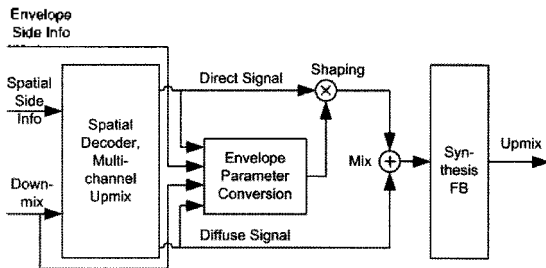 Envelope
Side Info
Spatial
Side
Info
Down-
mix
Spatial
Decoder,
Multi-
channel
Upmix
Direct Signal
Shaping
Envelope
Parameter
Conversion
Mix
Diffuse Signal
Syn-
thesis
FB
Upmix